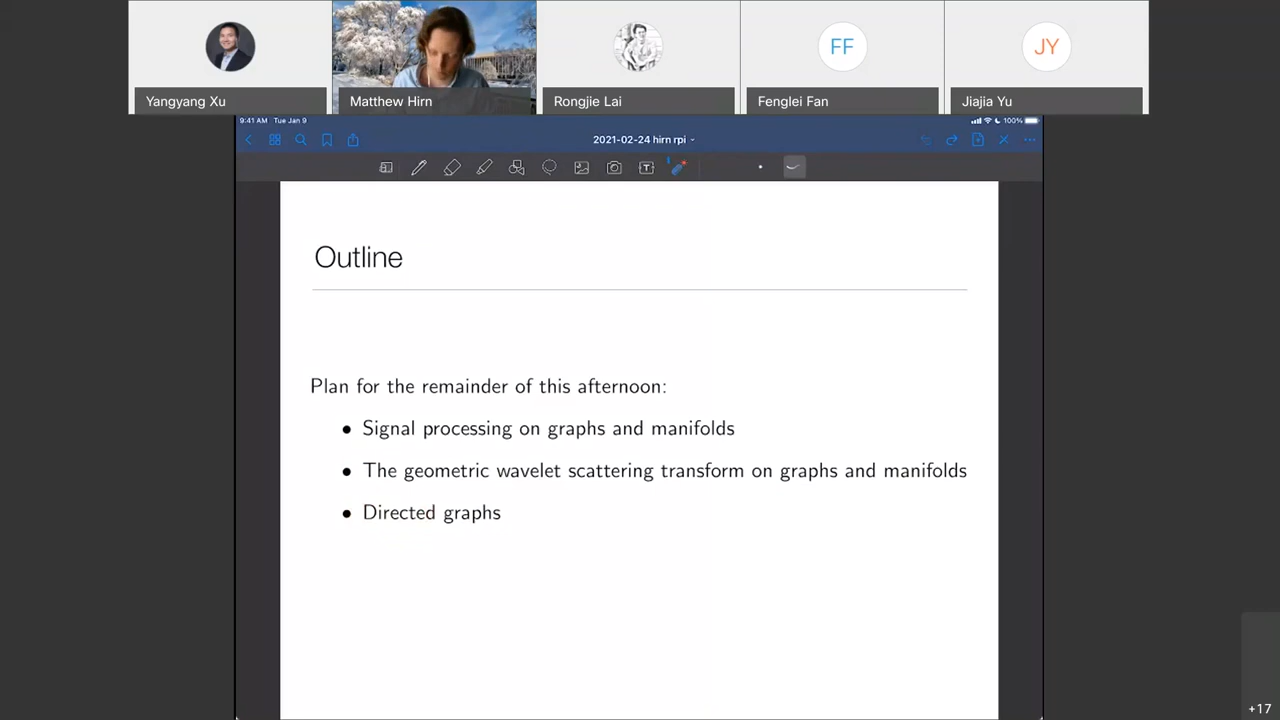 FF
JY
Yangyang Xu
Matthew Hirn
Rongjie Lai
Fenglei Fan
Jiajia Yu
9:41 AM Tue Jan 9
100%
2021-02-24 hirn rpi
T
Outline
Plan for the remainder of this afternoon:
• Signal processing on graphs and manifolds
• The geometric wavelet scattering transform on graphs and manifolds
• Directed graphs
+17